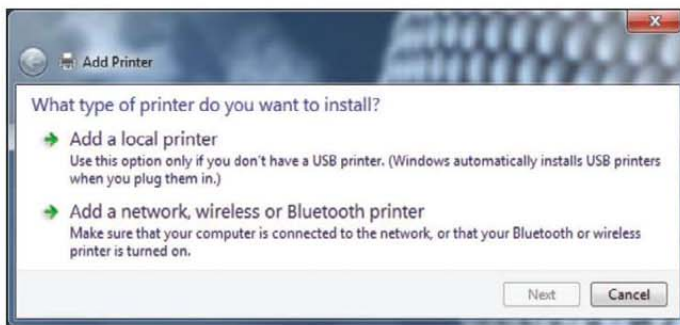 Add Printer
What type of printer do you want to install?
Add a local printer
Use this option only if you don't have a USB printer. (Windows automatically installs USB printers
when you plug them in.)
Add a network, wireless or Bluetooth printer
Make sure that your computer is connected to the network, or that your Bluetooth or wireless
printer is turned on.
Next Cancel